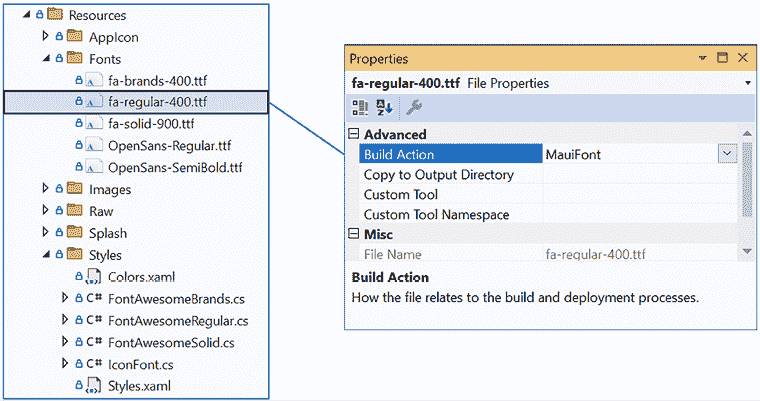 Resources
AppIcon
Fonts
fa-brands-400.ttf
fa-regular-400.ttf
fa-solid-900.ttf
OpenSans-Regular.ttf
OpenSans-SemiBold.ttf
Images
Raw
Splash
Styles
Colors.xaml
C# FontAwesomeBrands.cs
C# FontAwesomeRegular.cs
C# FontAwesomeSolid.cs
C# IconFont.cs
Styles.xaml
Properties
fa-regular-400.ttf File Properties
Advanced
Build Action MauiFont
Copy to Output Directory
Custom Tool
Custom Tool Namespace
Misc
File Name fa-regular-400.ttf
Build Action
How the file relates to the build and deployment processes.